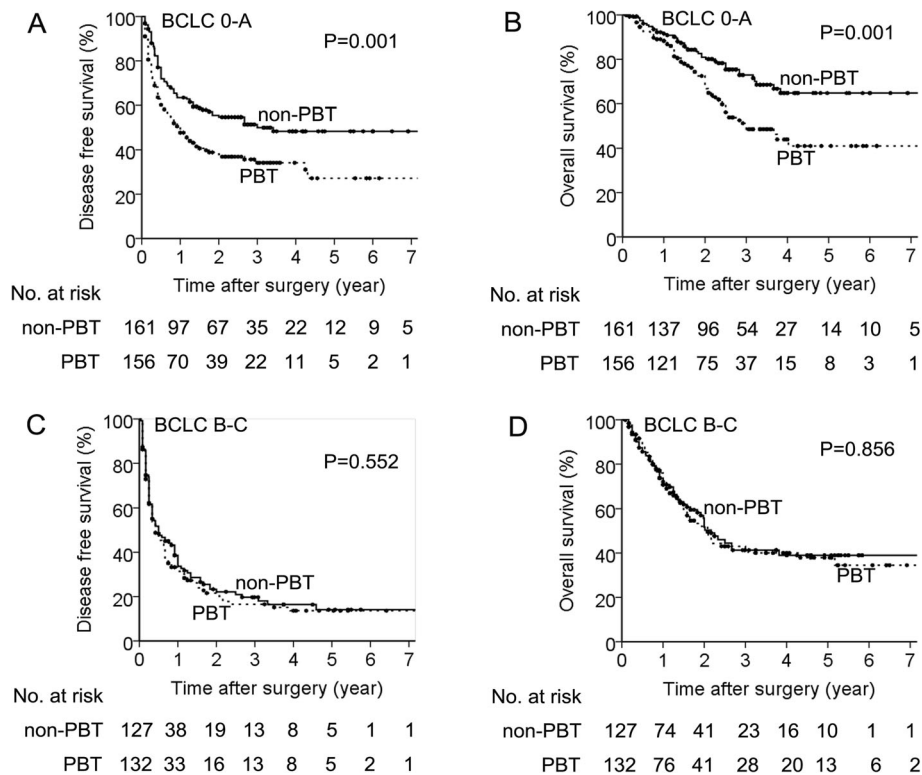 A
BCLC 0-A
P=0.001
non-PBT
PBT
Disease free survival (%)
100
80
60
40
20
0
0 1 2 3 4 5 6 7
Time after surgery (year)
No. at risk
non-PBT 161 97 67 35 22 12 9 5
PBT 156 70 39 22 11 5 2 1
B
BCLC 0-A
P=0.001
non-PBT
PBT
Overall survival (%)
100
80
60
40
20
0
0 1 2 3 4 5 6 7
Time after surgery (year)
No. at risk
non-PBT 161 137 96 54 27 14 10 5
PBT 156 121 75 37 15 8 3 1
C
BCLC B-C
P=0.552
non-PBT
PBT
Disease free survival (%)
100
80
60
40
20
0
0 1 2 3 4 5 6 7
Time after surgery (year)
No. at risk
non-PBT 127 38 19 13 8 5 1 1
PBT 132 33 16 13 8 5 2 1
D
BCLC B-C
P=0.856
non-PBT
PBT
Overall survival (%)
100
80
60
40
20
0
0 1 2 3 4 5 6 7
Time after surgery (year)
No. at risk
non-PBT 127 74 41 23 16 10 1 1
PBT 132 76 41 28 20 13 6 2